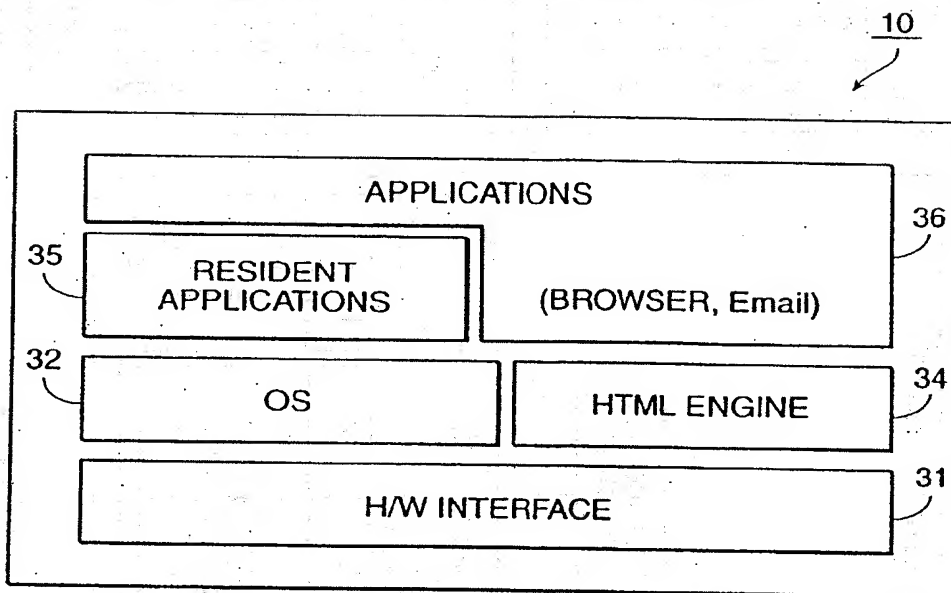 10
APPLICATIONS
36
35
RESIDENT
APPLICATIONS
(BROWSER, Email)
32
OS
HTML ENGINE
34
H/W INTERFACE
31